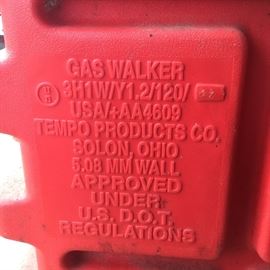 GAS WALKER
3H1W/Y1.2/120/
USA/+AA4609
TEMPO PRODUCTS CO.
SOLON, OHIO
5.08 MM WALL
APPROVED
UNDER
U.S. D.O.T.
REGULATIONS